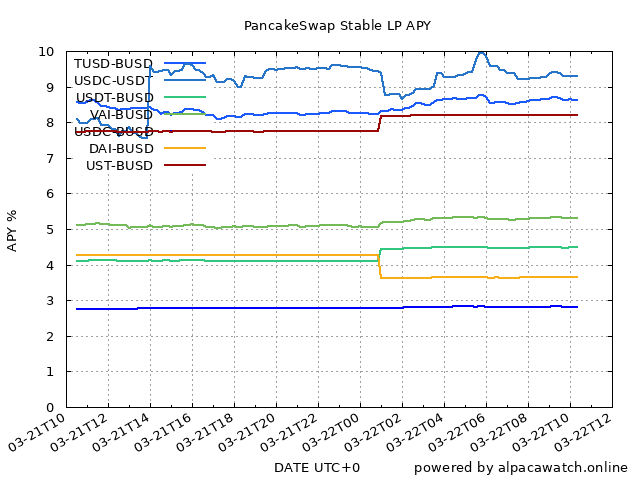 PancakeSwap Stable LP APY
10
9
8
7
6
5
4
3
2
1
0
APY %
TUSD-BUSD
USDC-USDT
USDT-BUSD
VAI-BUSD
USDC-BUSD
DAI-BUSD
UST-BUSD
03-21T10
03-21T12
03-21T14
03-21T16
03-21T18
03-21T20
03-21T22
03-22T00
03-22T02
03-22T04
03-22T06
03-22T08
03-22T10
03-22T12
DATE UTC+0
powered by alpacawatch.online